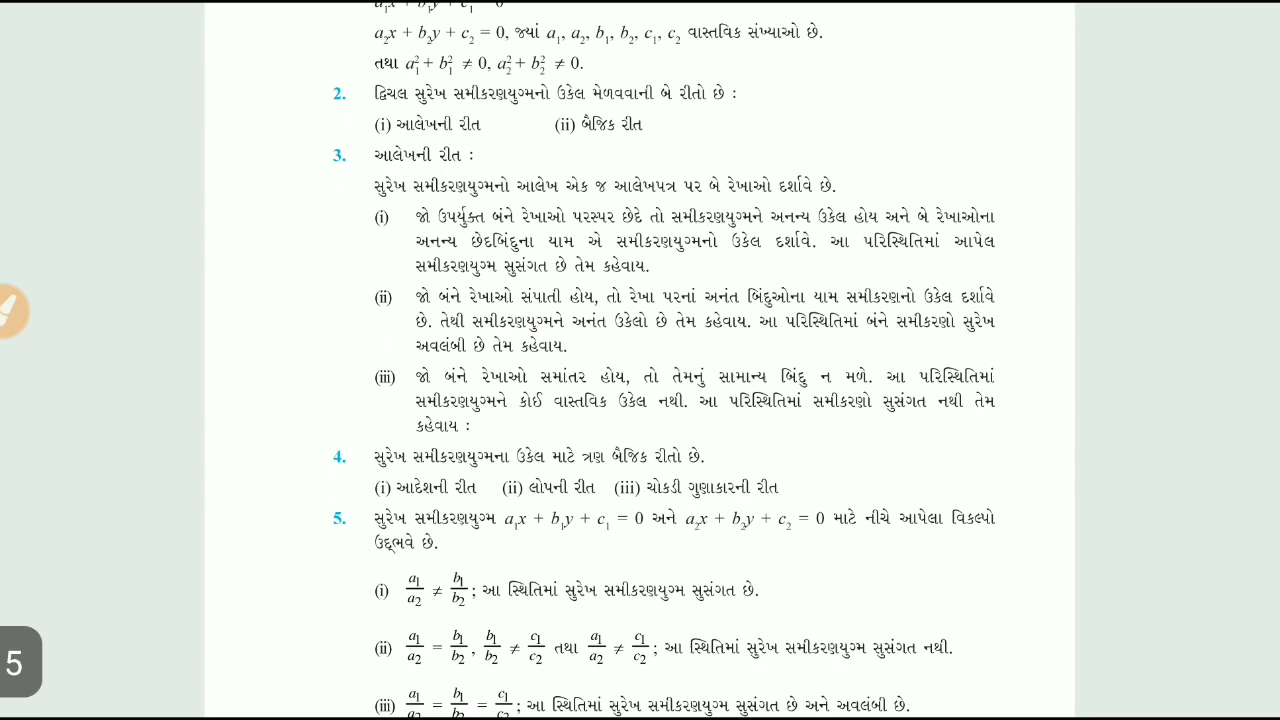 a₁x + b₁y + c₁ = 0
a₂x + b₂y + c₂ = 0, જ્યાં a₁, a₂, b₁, b₂, c₁, c₂ વાસ્તવિક સંખ્યાઓ છે.
તથા a₁² + b₁² ≠ 0, a₂² + b₂² ≠ 0.
2. દ્વિચલ સુરેખ સમીકરણયુગ્મનો ઉકેલ મેળવવાની બે રીતો છે :
(i) આલેખની રીત (ii) બૈજિક રીત
3. આલેખની રીત :
સુરેખ સમીકરણયુગ્મનો આલેખ એક જ આલેખપત્ર પર બે રેખાઓ દર્શાવે છે.
(i) જો ઉપર્યુક્ત બંને રેખાઓ પરસ્પર છેદે તો સમીકરણયુગ્મને અનન્ય ઉકેલ હોય અને બે રેખાઓના
અનન્ય છેદબિંદુના યામ એ સમીકરણયુગ્મનો ઉકેલ દર્શાવે. આ પરિસ્થિતિમાં આપેલ
સમીકરણયુગ્મ સુસંગત છે તેમ કહેવાય.
(ii) જો બંને રેખાઓ સંપાતી હોય, તો રેખા પરનાં અનંત બિંદુઓના યામ સમીકરણનો ઉકેલ દર્શાવે
છે. તેથી સમીકરણયુગ્મને અનંત ઉકેલો છે તેમ કહેવાય. આ પરિસ્થિતિમાં બંને સમીકરણો સુરેખ
અવલંબી છે તેમ કહેવાય.
(iii) જો બંને રેખાઓ સમાંતર હોય, તો તેમનું સામાન્ય બિંદુ ન મળે. આ પરિસ્થિતિમાં
સમીકરણયુગ્મને કોઈ વાસ્તવિક ઉકેલ નથી. આ પરિસ્થિતિમાં સમીકરણો સુસંગત નથી તેમ
કહેવાય :
4. સુરેખ સમીકરણયુગ્મના ઉકેલ માટે ત્રણ બૈજિક રીતો છે.
(i) આદેશની રીત (ii) લોપની રીત (iii) ચોકડી ગુણાકારની રીત
5. સુરેખ સમીકરણયુગ્મ a₁x + b₁y + c₁ = 0 અને a₂x + b₂y + c₂ = 0 માટે નીચે આપેલા વિકલ્પો
ઉદ્ભવે છે.
(i) a₁/a₂ ≠ b₁/b₂ ; આ સ્થિતિમાં સુરેખ સમીકરણયુગ્મ સુસંગત છે.
(ii) a₁/a₂ = b₁/b₂, b₁/b₂ ≠ c₁/c₂ તથા a₁/a₂ ≠ c₁/c₂ ; આ સ્થિતિમાં સુરેખ સમીકરણયુગ્મ સુસંગત નથી.
5
(iii) a₁/a₂ = b₁/b₂ = c₁/c₂ ; આ સ્થિતિમાં સુરેખ સમીકરણયુગ્મ સુસંગત છે અને અવલંબી છે.